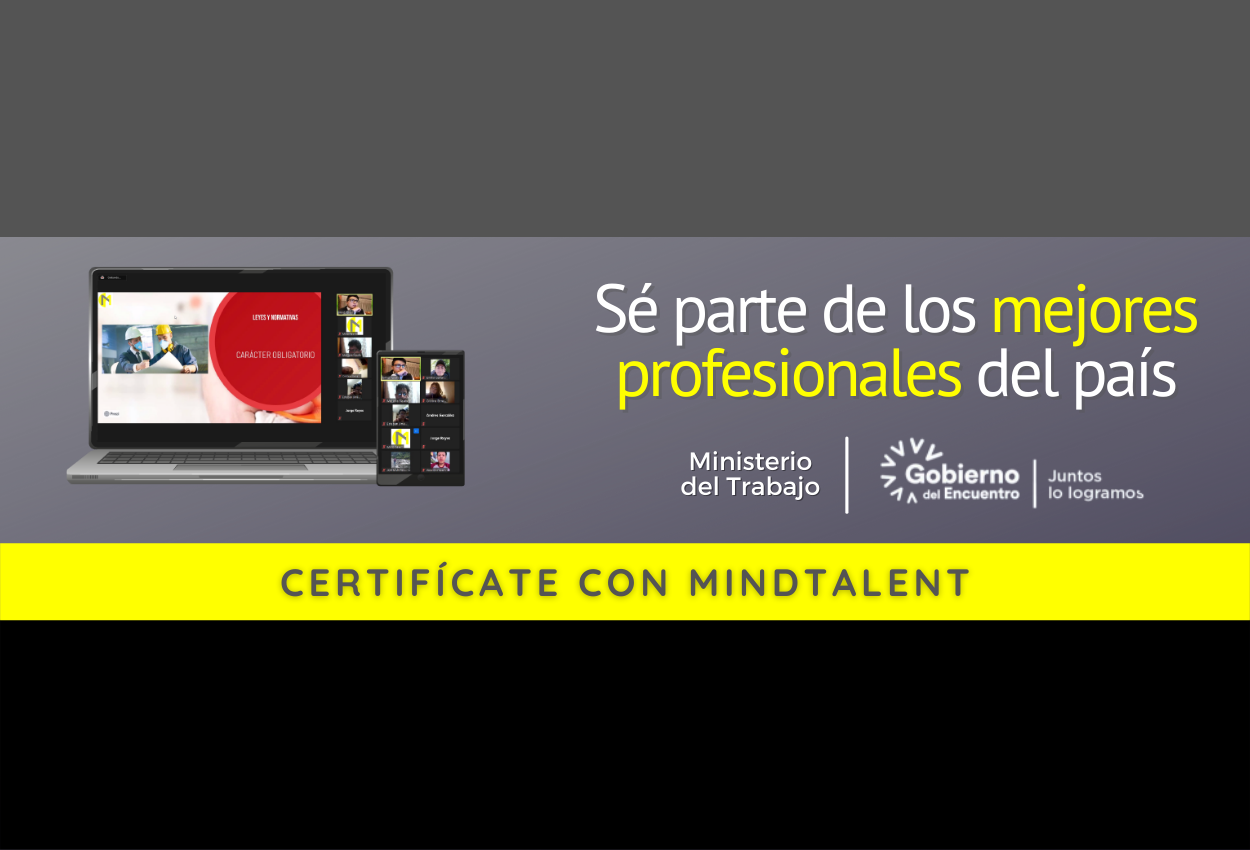 LEYES Y NORMATIVAS
CARÁCTER OBLIGATORIO
Sé parte de los mejores
profesionales del país
Ministerio
del Trabajo
Gobierno
del Encuentro
Juntos
lo logramos
CERTIFÍCATE CON MINDTALENT